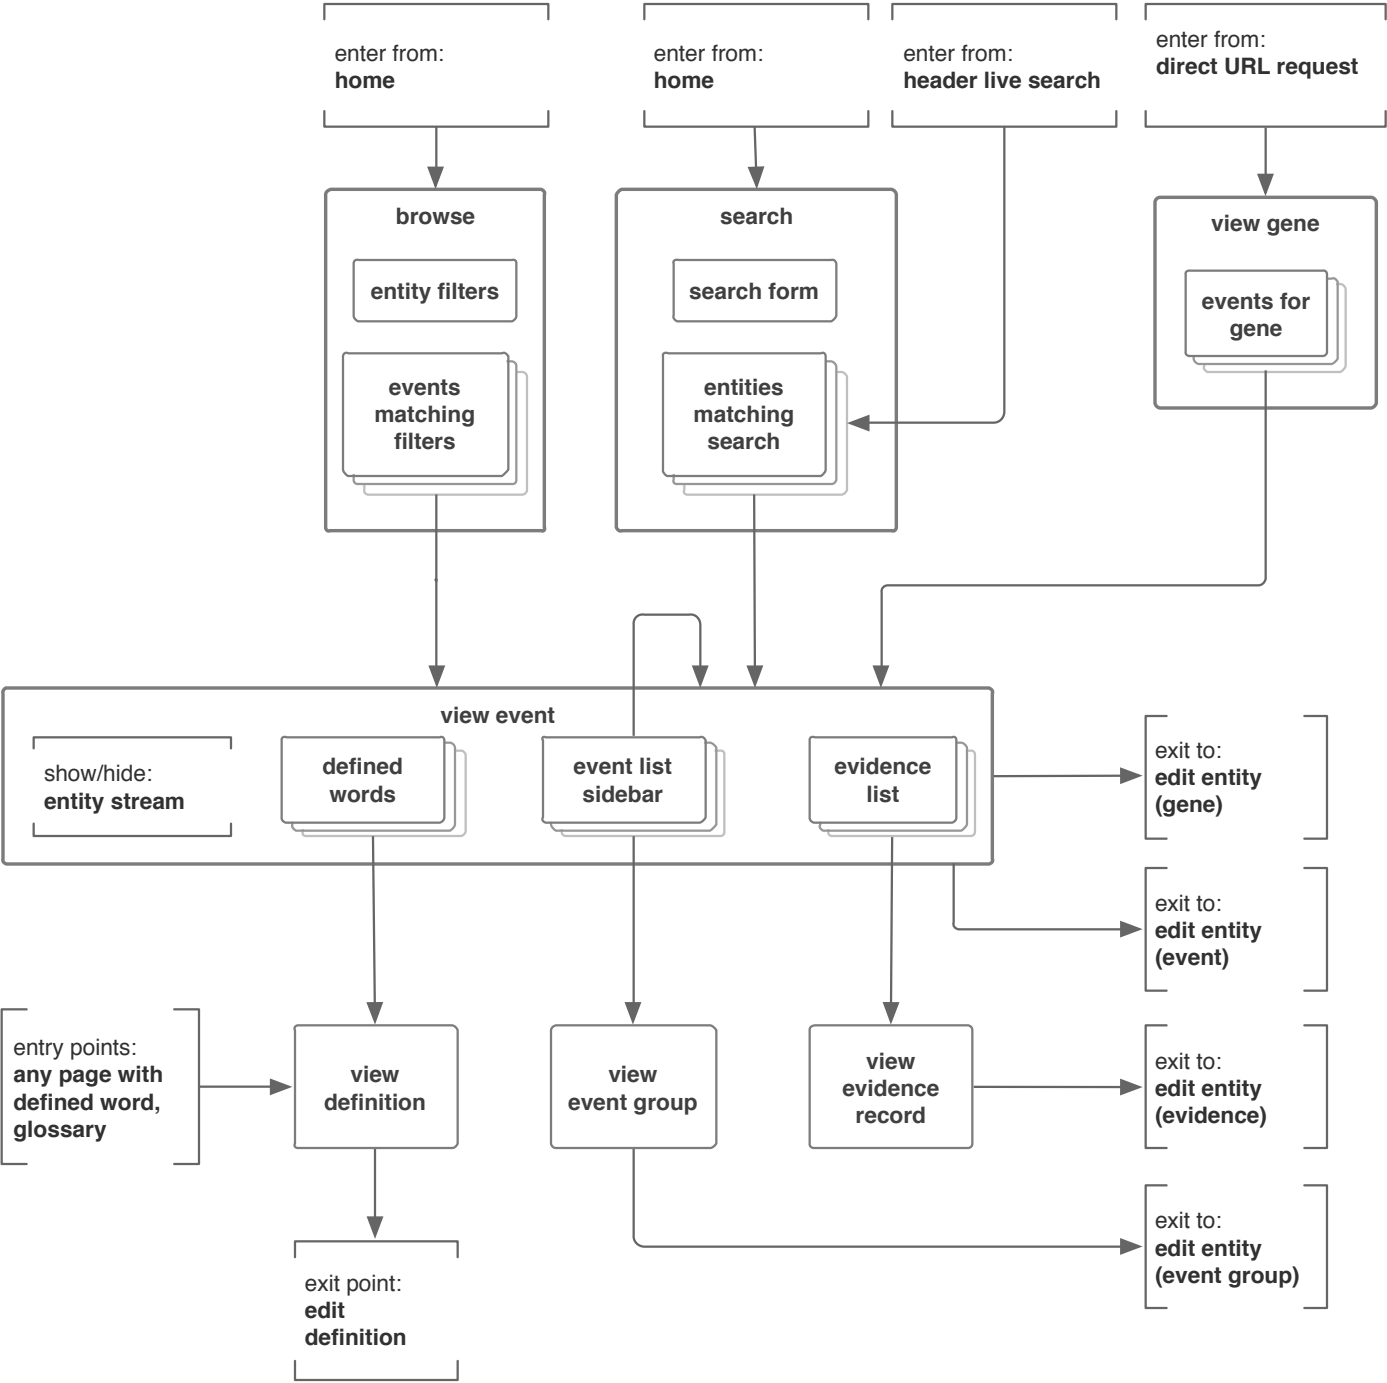 enter from:
home
enter from:
home
enter from:
header live search
enter from:
direct URL request
browse
entity filters
events
matching
filters
search
search form
entities
matching
search
view gene
events for
gene
view event
show/hide:
entity stream
defined
words
event list
sidebar
evidence
list
exit to:
edit entity
(gene)
exit to:
edit entity
(event)
entry points:
any page with
defined word,
glossary
view
definition
view
event group
view
evidence
record
exit to:
edit entity
(evidence)
exit to:
edit entity
(event group)
exit point:
edit
definition